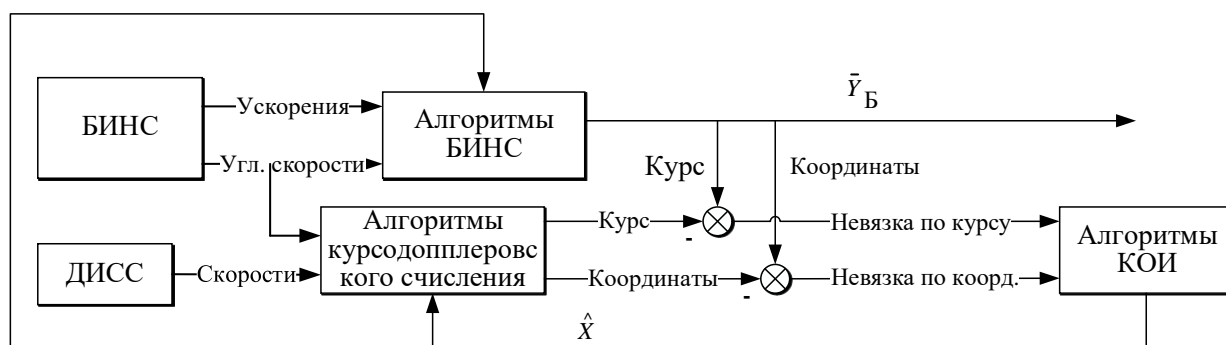 БИНС
Ускорения
Угл. скорости
Алгоритмы
БИНС
Ȳ Б
Курс
Координаты
ДИСС
Скорости
Алгоритмы
курсодопплеровс
кого счисления
Курс
-
Невязка по курсу
Координаты
-
Невязка по коорд.
Алгоритмы
КОИ
X̂